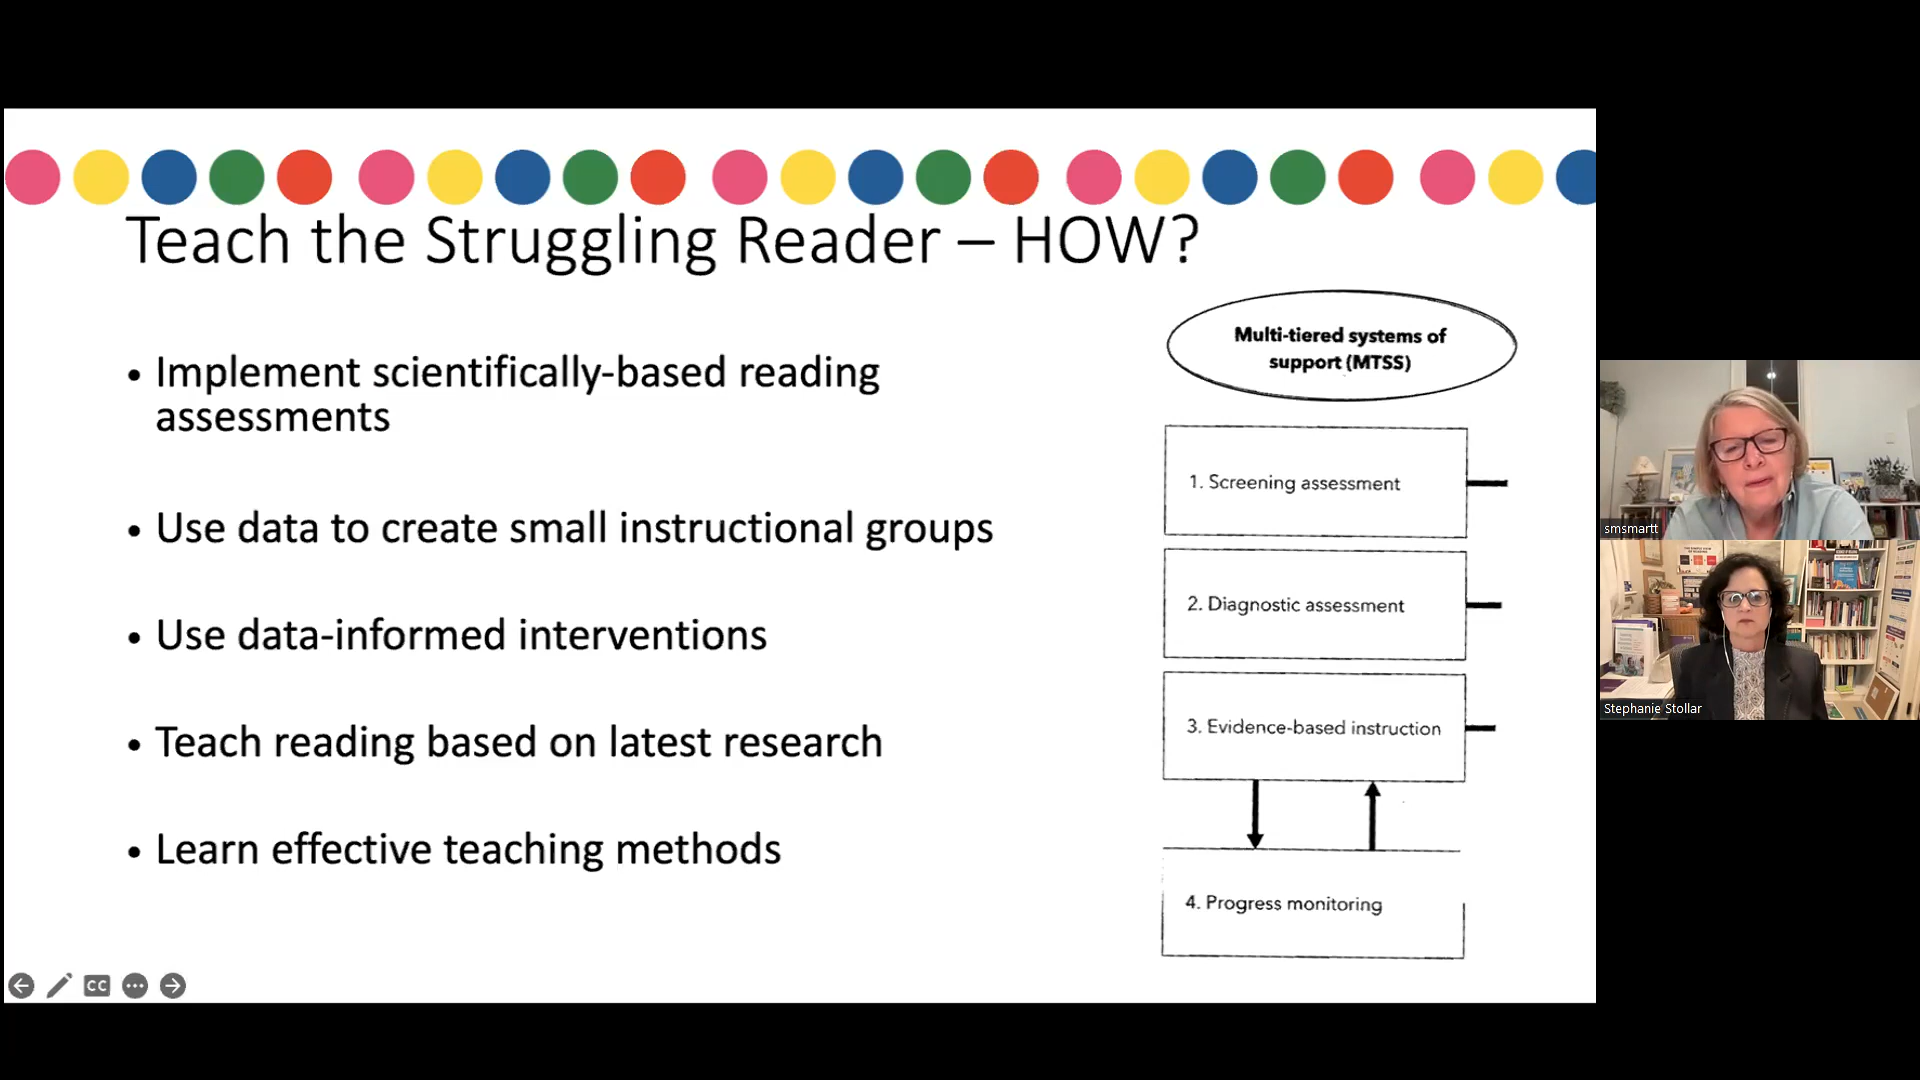 Teach the Struggling Reader – HOW?
• Implement scientifically-based reading
assessments
• Use data to create small instructional groups
• Use data-informed interventions
• Teach reading based on latest research
• Learn effective teaching methods
Multi-tiered systems of
support (MTSS)
1. Screening assessment
2. Diagnostic assessment
3. Evidence-based instruction
4. Progress monitoring
CC
smsmartt
Stephanie Stollar